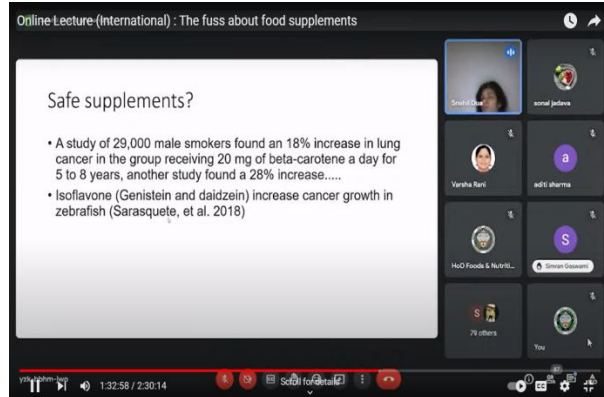 Online Lecture (International) : The fuss about food supplements
Safe supplements?
• A study of 29,000 male smokers found an 18% increase in lung
cancer in the group receiving 20 mg of beta-carotene a day for
5 to 8 years, another study found a 28% increase.....
• Isoflavone (Genistein and daidzein) increase cancer growth in
zebrafish (Sarasquete, et al. 2018)
Snehil Dua
sonal jadava
Varsha Rani
a
aditi sharma
HoD Foods & Nutriti...
S
Simran Goswami
S
79 others
You
87
1:32:58 / 2:30:14
Scroll for details